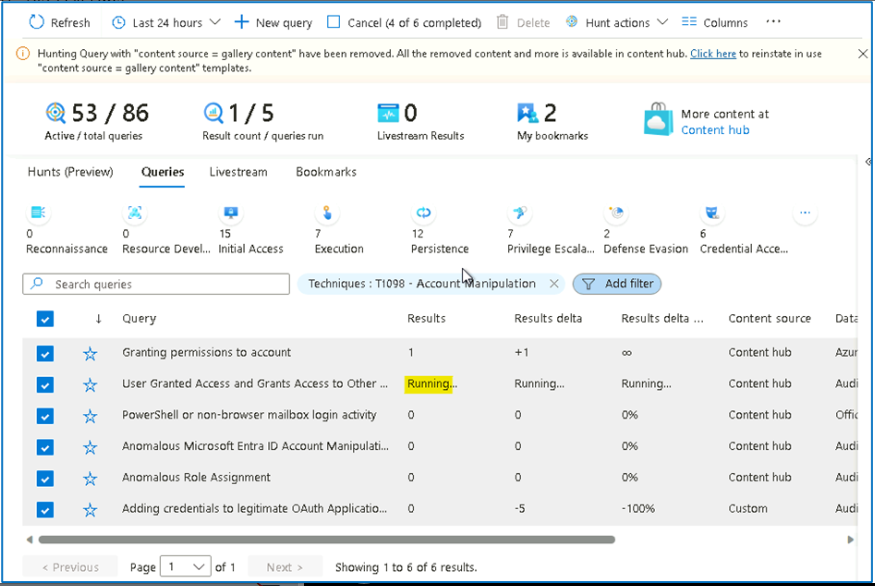 Refresh Last 24 hours New query Cancel (4 of 6 completed) Delete Hunt actions Columns ...
Hunting Query with "content source = gallery content" have been removed. All the removed content and more is available in content hub. Click here to reinstate in use
"content source = gallery content" templates.
53 / 86 1 / 5 0 2 More content at
Active / total queries Result count / queries run Livestream Results My bookmarks Content hub
Hunts (Preview) Queries Livestream Bookmarks
0 0 15 7 12 7 2 6
Reconnaissance Resource Devel... Initial Access Execution Persistence Privilege Escala... Defense Evasion Credential Acce...
Search queries Techniques : T1098 - Account Manipulation Add filter
Query Results Results delta Results delta ... Content source Data
Granting permissions to account 1 +1 ∞ Content hub Azur
User Granted Access and Grants Access to Other ... Running... Running... Running... Content hub Audi
PowerShell or non-browser mailbox login activity 0 0 0% Content hub Offic
Anomalous Microsoft Entra ID Account Manipulati... 0 0 0% Content hub Audi
Anomalous Role Assignment 0 0 0% Content hub Audi
Adding credentials to legitimate OAuth Applicatio... 0 -5 -100% Custom Audi
< Previous Page 1 of 1 Next > Showing 1 to 6 of 6 results.